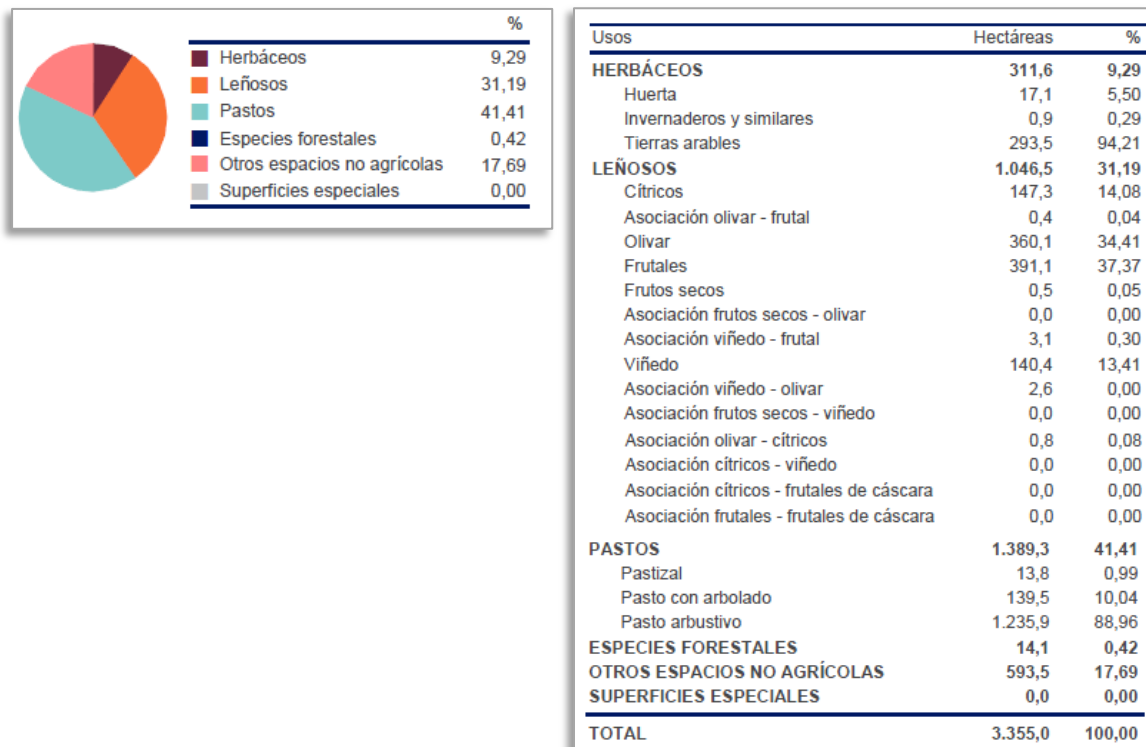 %
Herbáceos 9,29
Leñosos 31,19
Pastos 41,41
Especies forestales 0,42
Otros espacios no agrícolas 17,69
Superficies especiales 0,00
Usos Hectáreas %
HERBÁCEOS 311,6 9,29
Huerta 17,1 5,50
Invernaderos y similares 0,9 0,29
Tierras arables 293,5 94,21
LEÑOSOS 1.046,5 31,19
Cítricos 147,3 14,08
Asociación olivar - frutal 0,4 0,04
Olivar 360,1 34,41
Frutales 391,1 37,37
Frutos secos 0,5 0,05
Asociación frutos secos - olivar 0,0 0,00
Asociación viñedo - frutal 3,1 0,30
Viñedo 140,4 13,41
Asociación viñedo - olivar 2,6 0,00
Asociación frutos secos - viñedo 0,0 0,00
Asociación olivar - cítricos 0,8 0,08
Asociación cítricos - viñedo 0,0 0,00
Asociación cítricos - frutales de cáscara 0,0 0,00
Asociación frutales - frutales de cáscara 0,0 0,00
PASTOS 1.389,3 41,41
Pastizal 13,8 0,99
Pasto con arbolado 139,5 10,04
Pasto arbustivo 1.235,9 88,96
ESPECIES FORESTALES 14,1 0,42
OTROS ESPACIOS NO AGRÍCOLAS 593,5 17,69
SUPERFICIES ESPECIALES 0,0 0,00
TOTAL 3.355,0 100,00